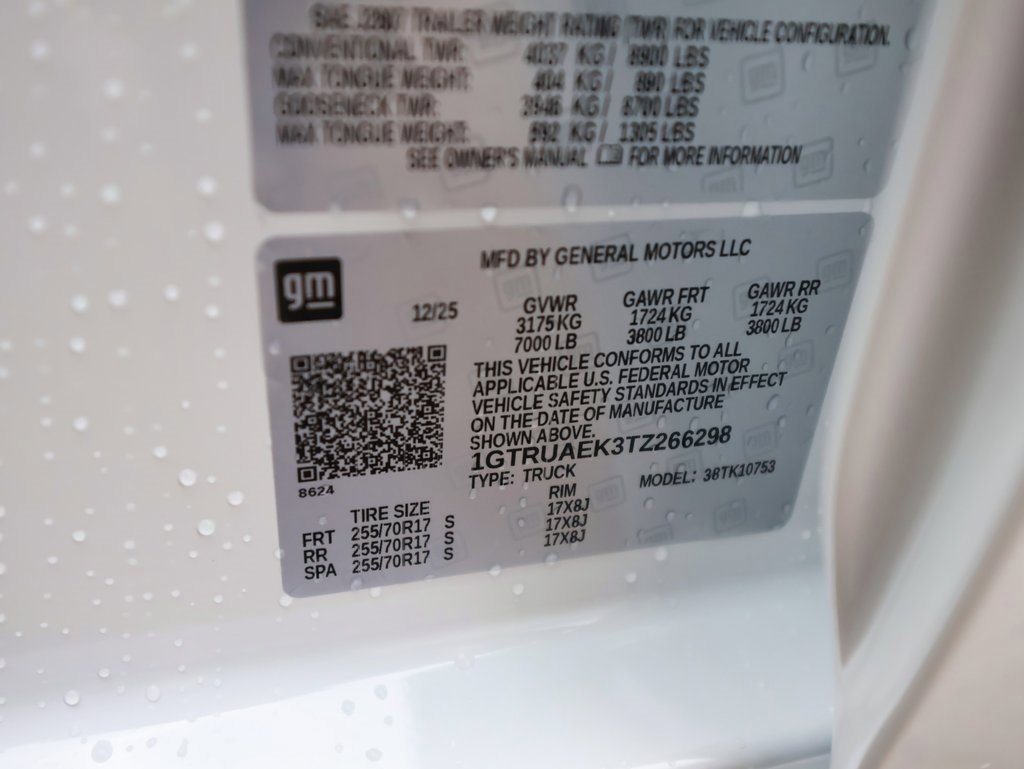 SAE J2807 TRAILER WEIGHT RATING (TWR) FOR VEHICLE CONFIGURATION.
CONVENTIONAL TWR: 4037 KG / 8900 LBS
MAX TONGUE WEIGHT: 404 KG / 890 LBS
GOOSENECK TWR: 3946 KG / 8700 LBS
MAX TONGUE WEIGHT: 592 KG / 1305 LBS
SEE OWNER'S MANUAL FOR MORE INFORMATION
gm
MFD BY GENERAL MOTORS LLC
12/25
GVWR GAWR FRT GAWR RR
3175 KG 1724 KG 1724 KG
7000 LB 3800 LB 3800 LB
THIS VEHICLE CONFORMS TO ALL
APPLICABLE U.S. FEDERAL MOTOR
VEHICLE SAFETY STANDARDS IN EFFECT
ON THE DATE OF MANUFACTURE
SHOWN ABOVE.
1GTRUAEK3TZ266298
TYPE: TRUCK MODEL: 38TK10753
8624
TIRE SIZE RIM
FRT 255/70R17 S 17X8J
RR 255/70R17 S 17X8J
SPA 255/70R17 S 17X8J